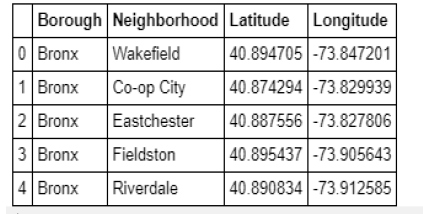 Borough Neighborhood Latitude Longitude
0 Bronx Wakefield 40.894705 -73.847201
1 Bronx Co-op City 40.874294 -73.829939
2 Bronx Eastchester 40.887556 -73.827806
3 Bronx Fieldston 40.895437 -73.905643
4 Bronx Riverdale 40.890834 -73.912585